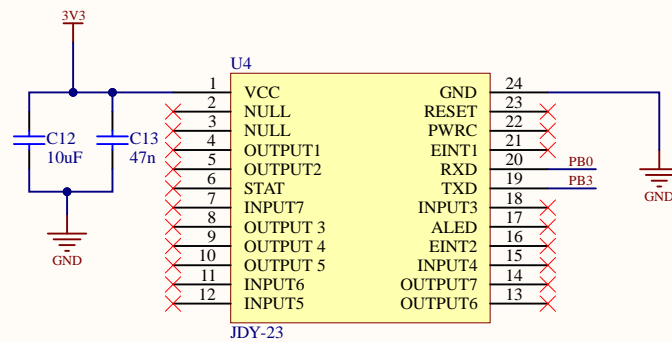 3V3
U4
1 VCC GND 24
2 NULL RESET 23
3 NULL PWRC 22
4 OUTPUT1 EINT1 21
5 OUTPUT2 RXD 20 PB0
6 STAT TXD 19 PB3
7 INPUT7 INPUT3 18
8 OUTPUT 3 ALED 17
9 OUTPUT 4 EINT2 16
10 OUTPUT 5 INPUT4 15
11 INPUT6 OUTPUT7 14
12 INPUT5 OUTPUT6 13
JDY-23
C12
10uF
C13
47n
GND
GND